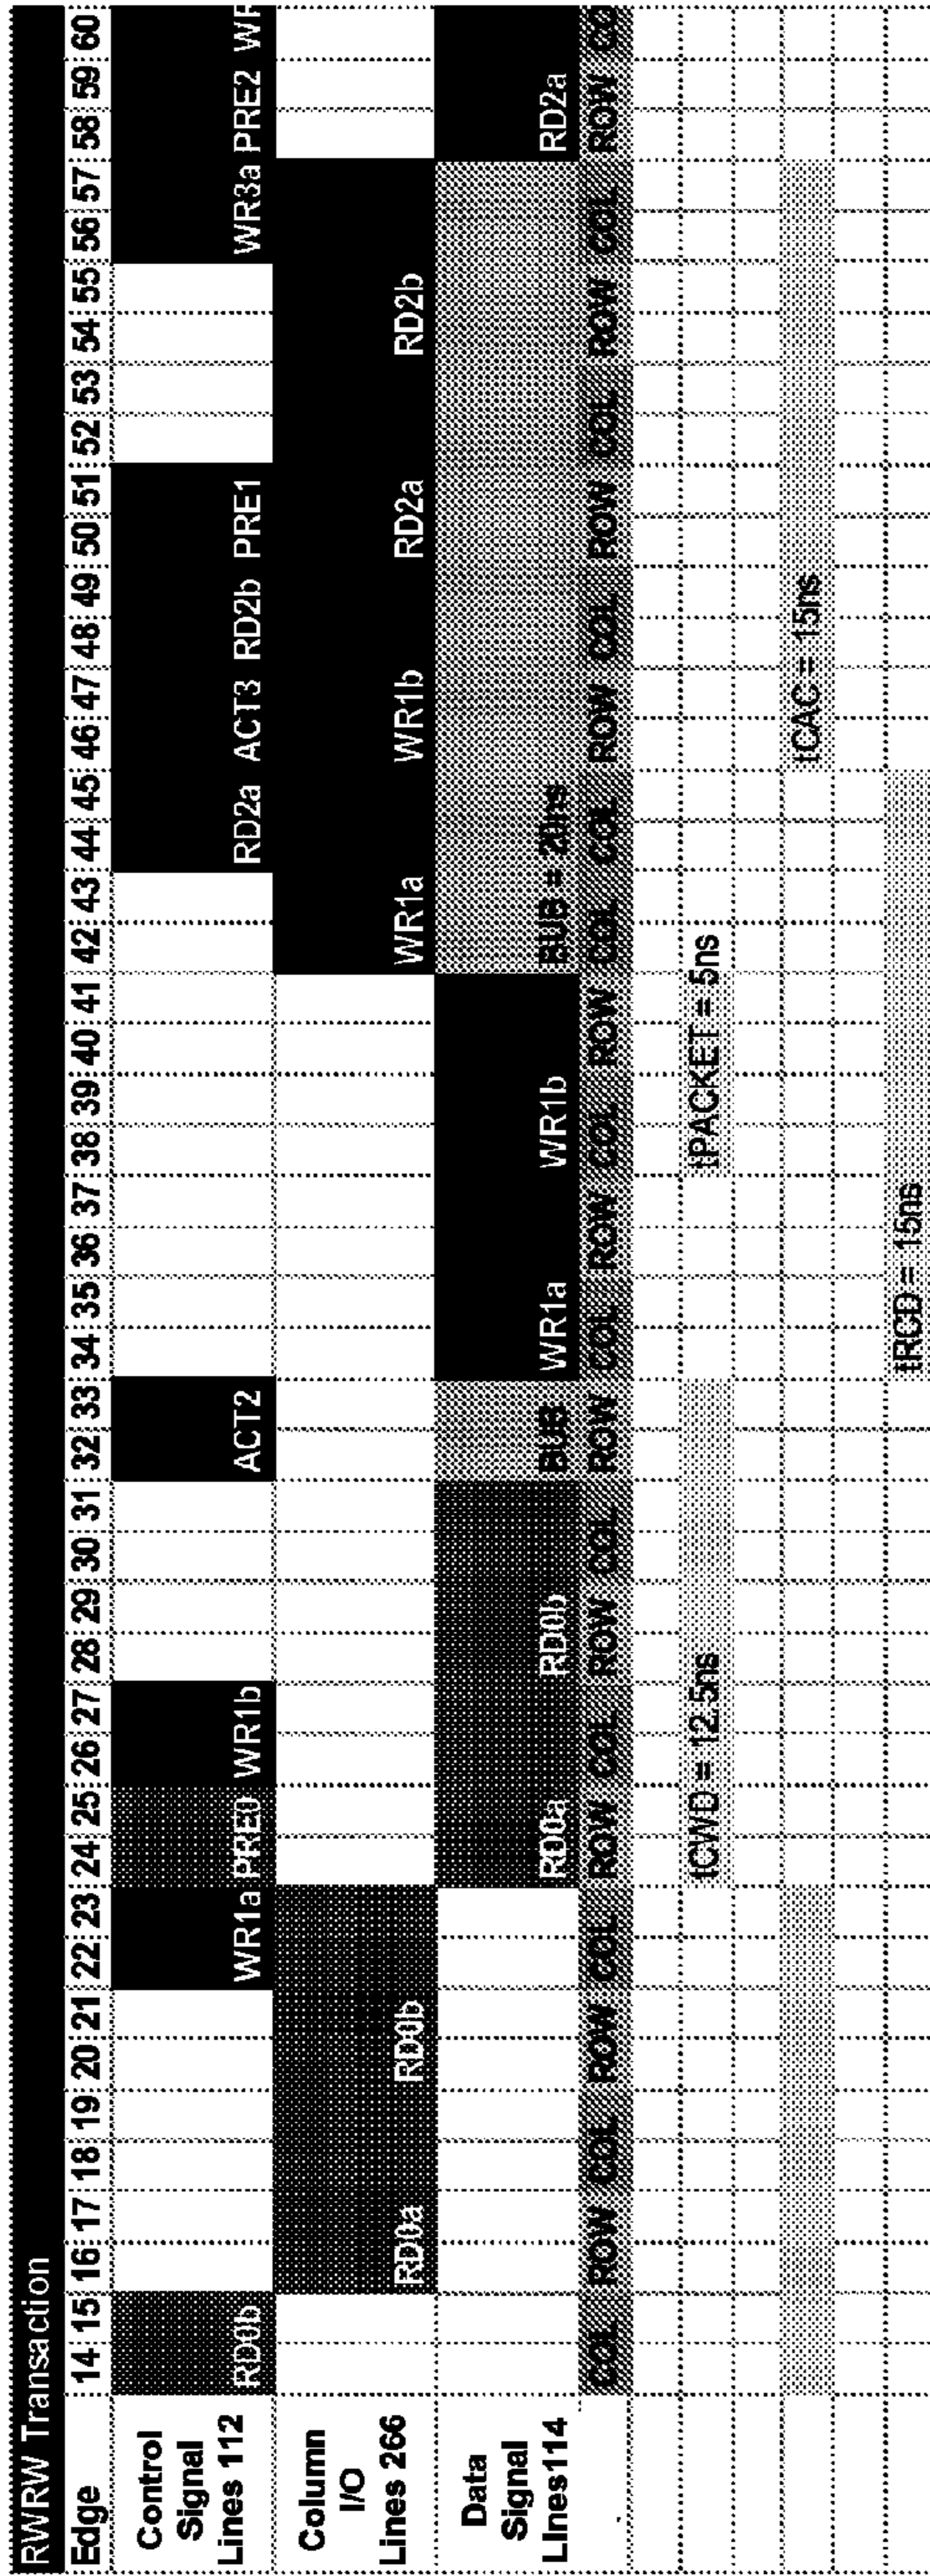 RWRW Transaction
Edge 14 15 16 17 18 19 20 21 22 23 24 25 26 27 28 29 30 31 32 33 34 35 36 37 38 39 40 41 42 43 44 45 46 47 48 49 50 51 52 53 54 55 56 57 58 59 60
Control
Signal
Lines 112
RD0b WR1a PRE0 WR1b ACT2 RD2a ACT3 RD2b PRE1 WR3a PRE2 WR
Column
I/O
Lines 266
RD0a RD0b WR1a WR1b RD2a RD2b
Data
Signal
Lines114
RD0a RD0b BUB WR1a WR1b BUB = 20ns RD2a
COL ROW COL ROW COL ROW COL ROW COL ROW COL ROW COL ROW COL COL ROW COL ROW COL ROW COL ROW CO
tCWD = 12.5ns tPACKET = 5ns
tCAC = 15ns
tRCD = 15ns